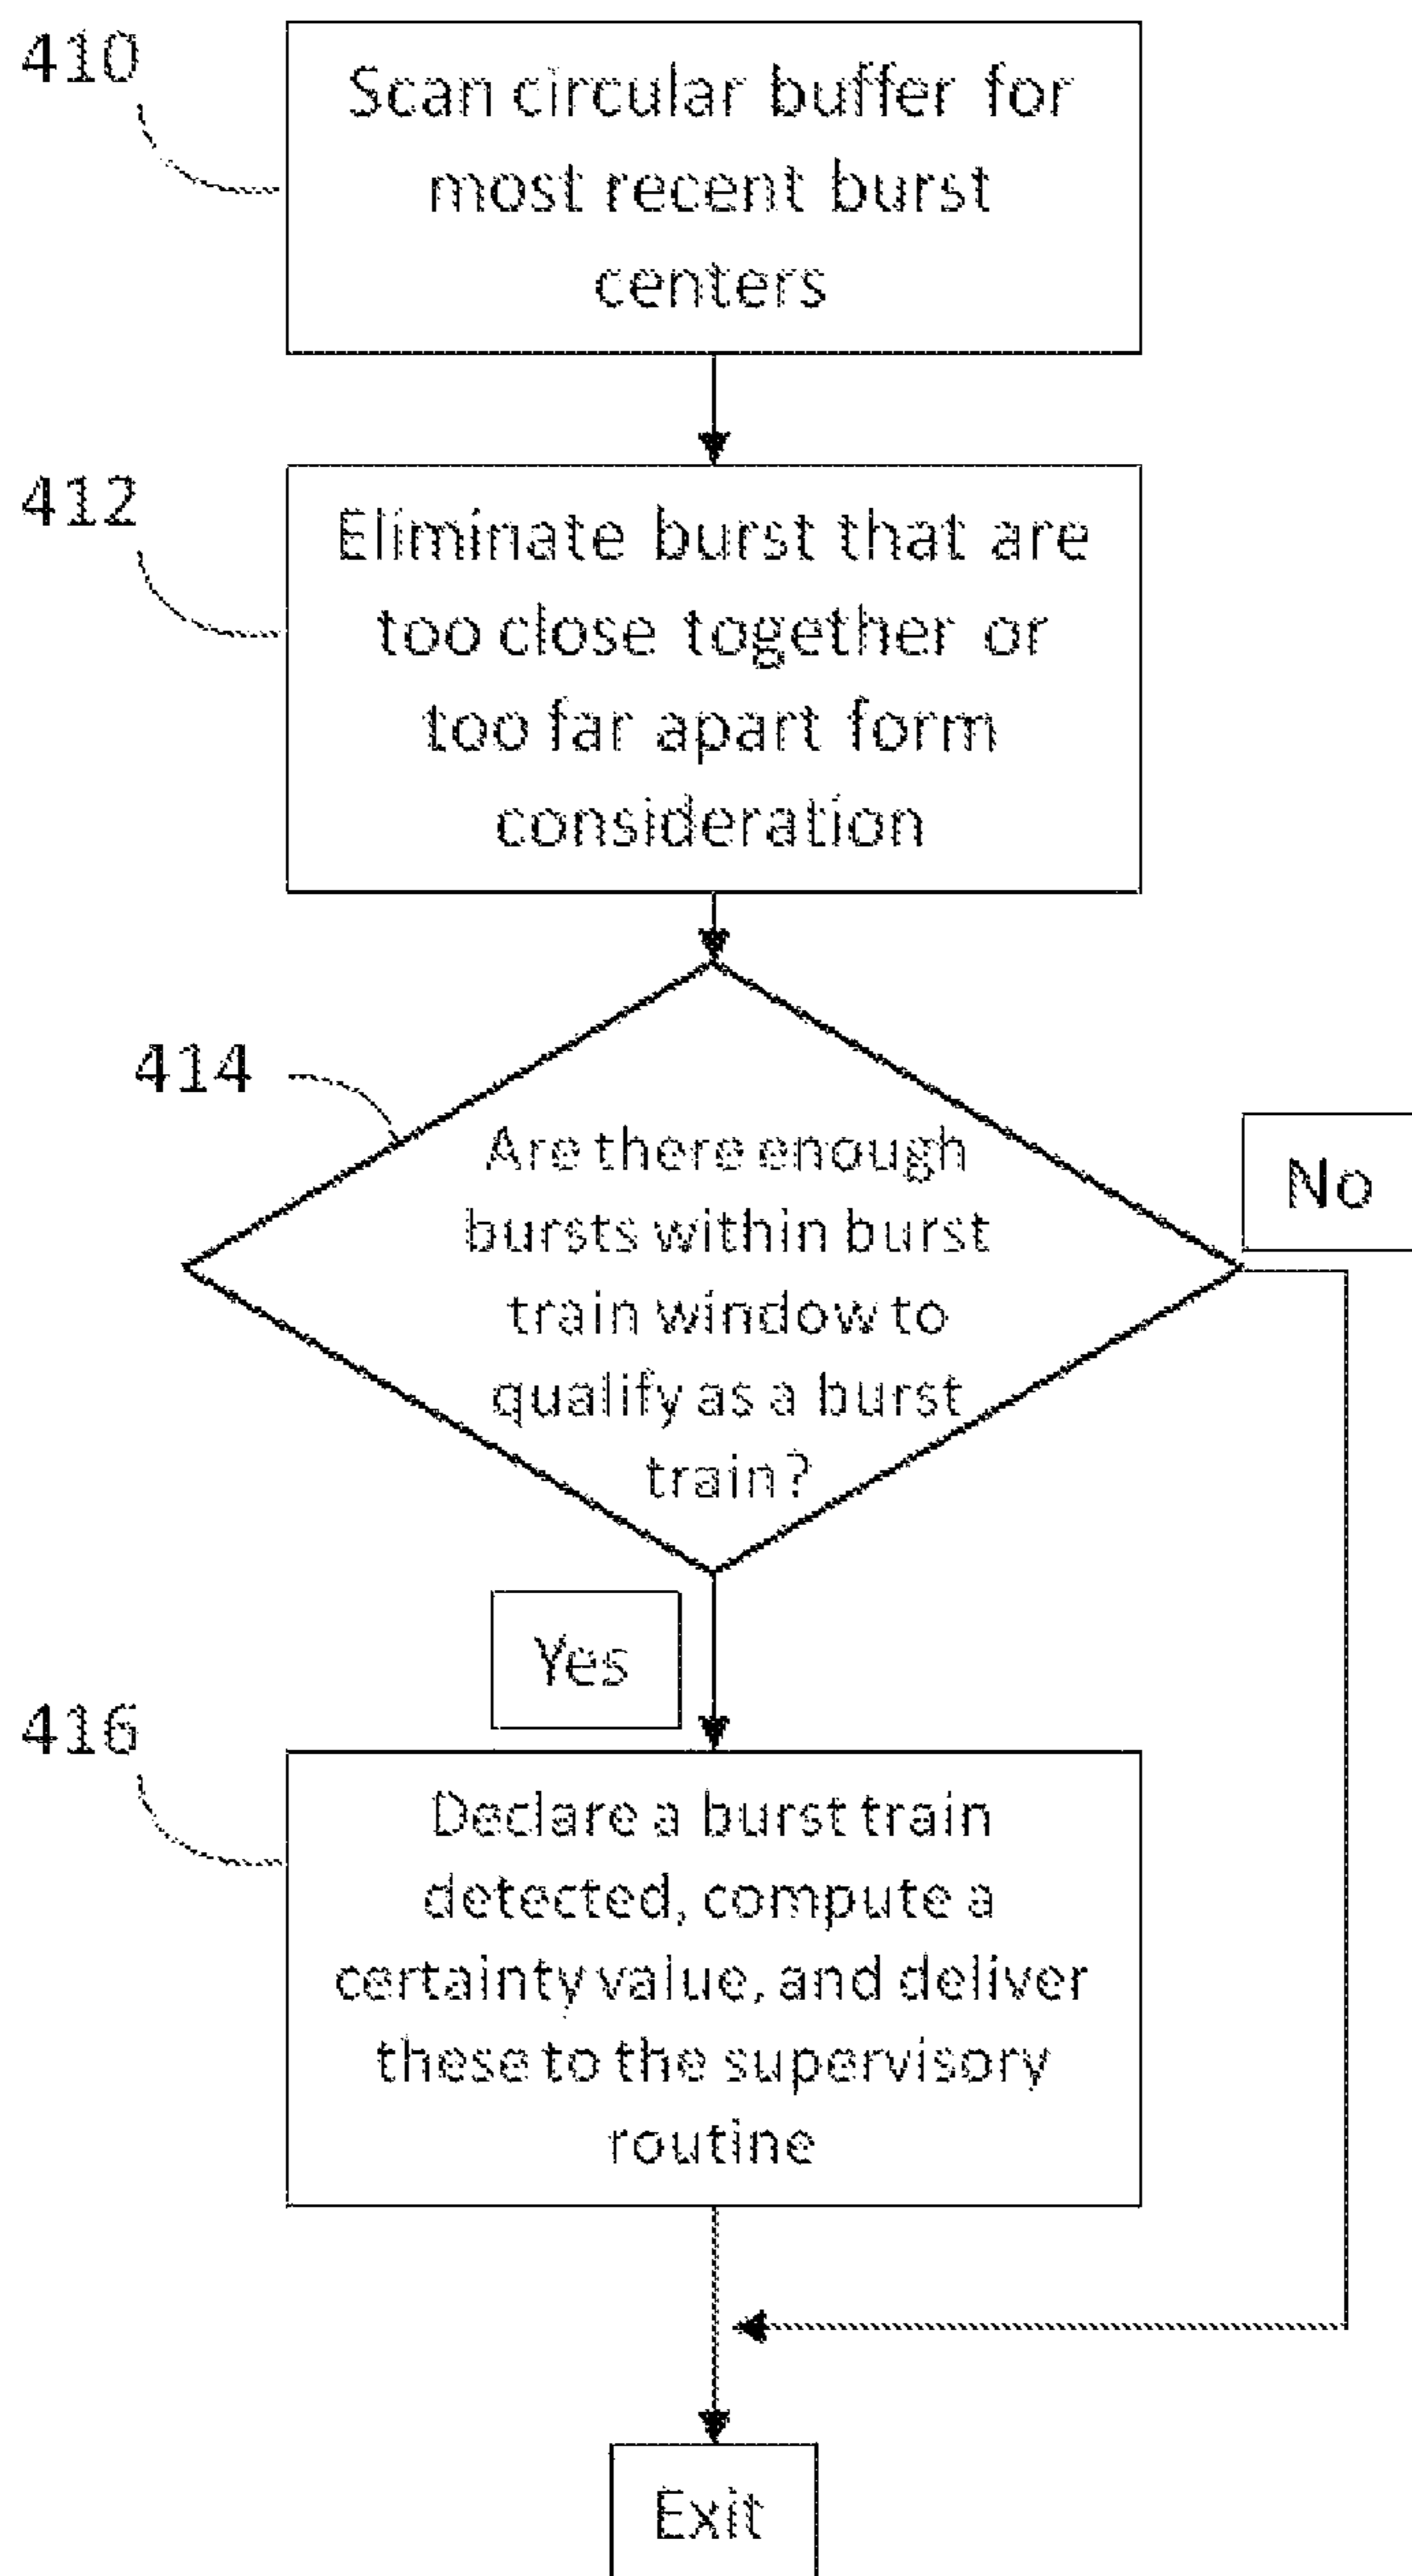 410
Scan circular buffer for
most recent burst
centers
412
Eliminate burst that are
too close together or
too far apart form
consideration
414
Are there enough
bursts within burst
train window to
qualify as a burst
train?
No
Yes
416
Declare a burst train
detected, compute a
certainty value, and deliver
these to the supervisory
routine
Exit